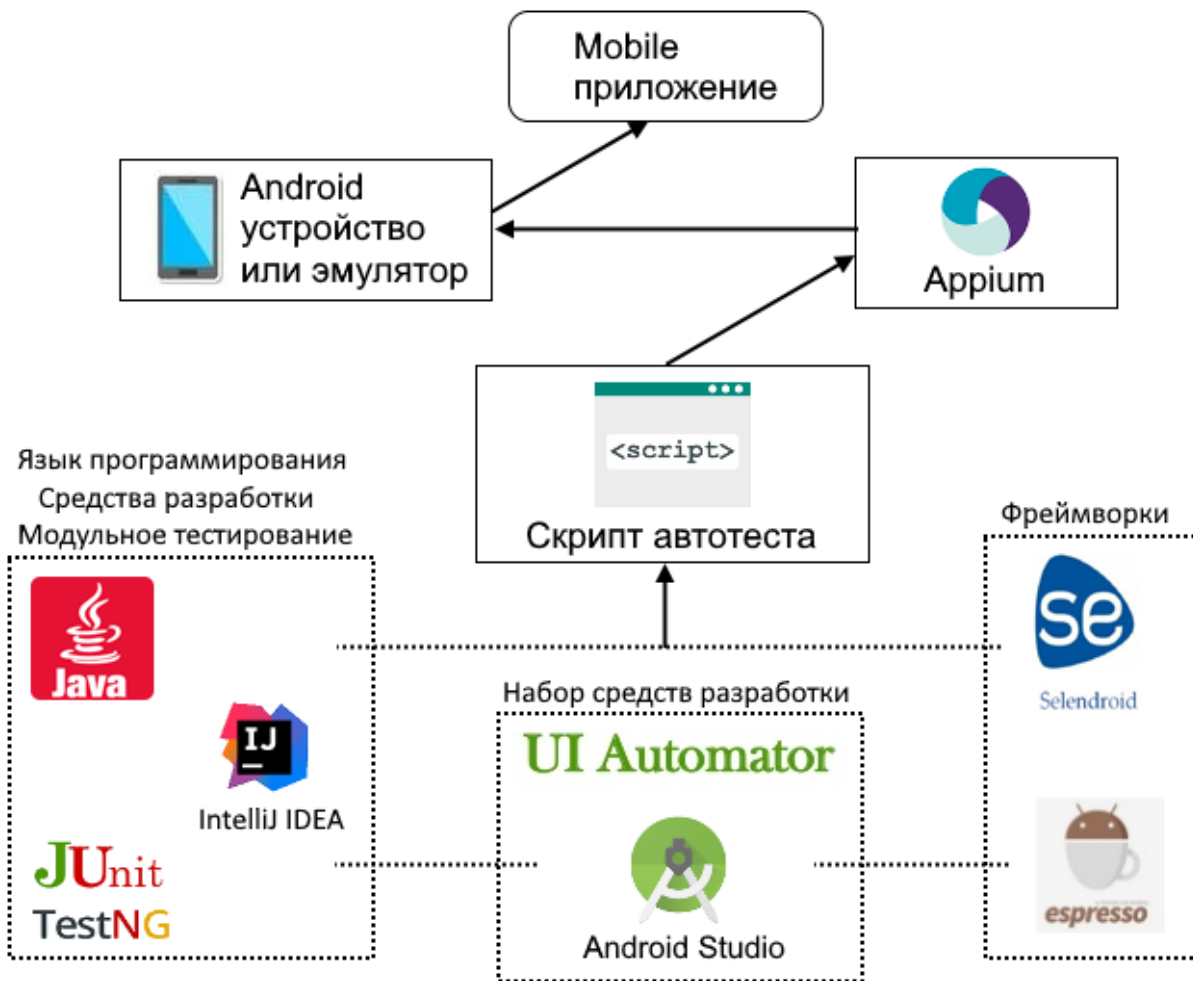 Mobile
приложение
Android
устройство
или эмулятор
Appium
<script>
Скрипт автотеста
Язык программирования
Средства разработки
Модульное тестирование
Фреймворки
Java
se
Selendroid
Набор средств разработки
UI Automator
IJ
IntelliJ IDEA
JUnit
TestNG
Android Studio
espresso